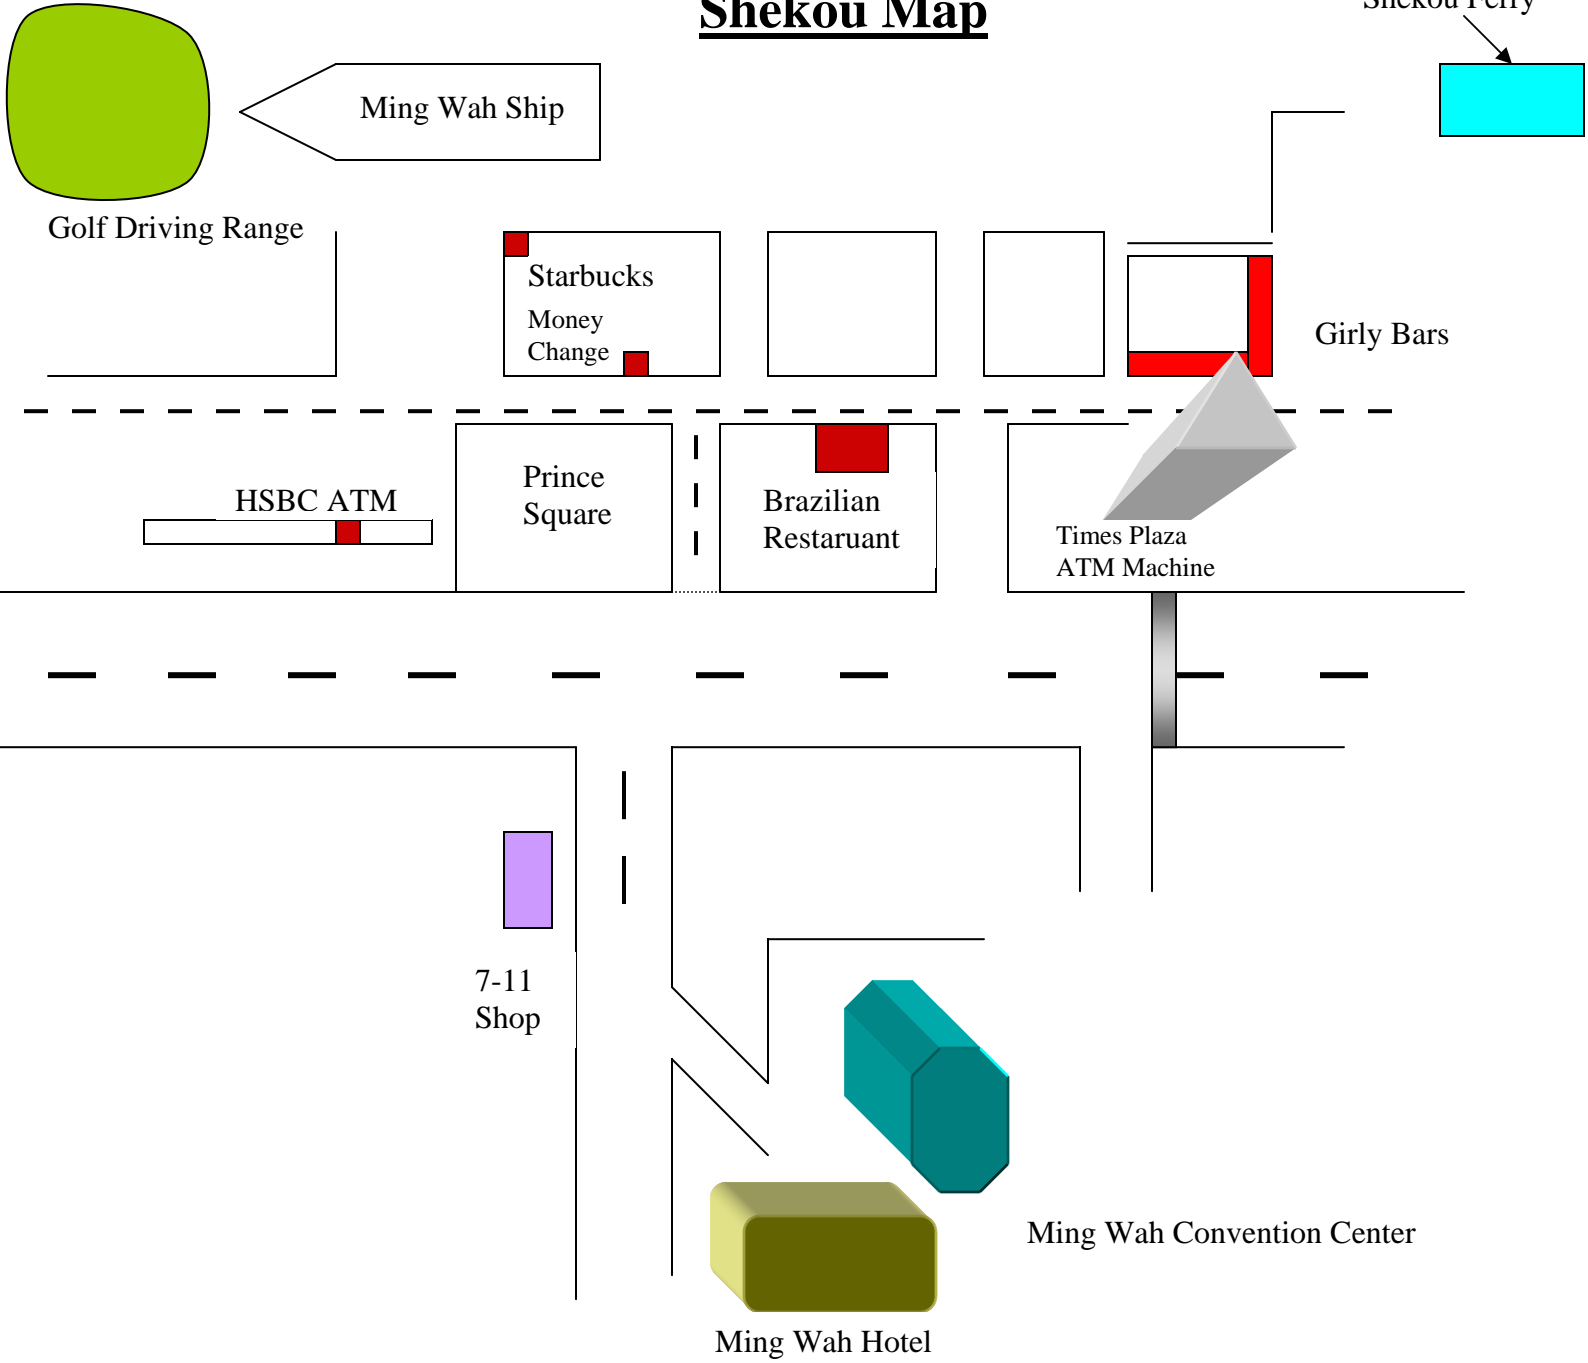 Shekou Map
Shekou Ferry
Ming Wah Ship
Golf Driving Range
Starbucks
Money
Change
Girly Bars
HSBC ATM
Prince
Square
Brazilian
Restaruant
Times Plaza
ATM Machine
7-11
Shop
Ming Wah Convention Center
Ming Wah Hotel